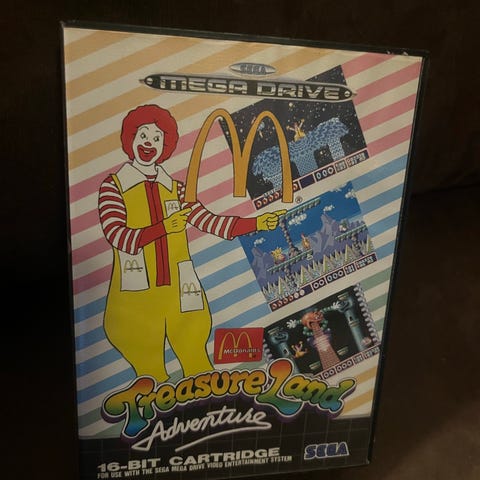 SEGA
MEGA DRIVE
®
McDonald's
Treasure Land
Adventure
16-BIT CARTRIDGE
FOR USE WITH THE SEGA MEGA DRIVE VIDEO ENTERTAINMENT SYSTEM
SEGA